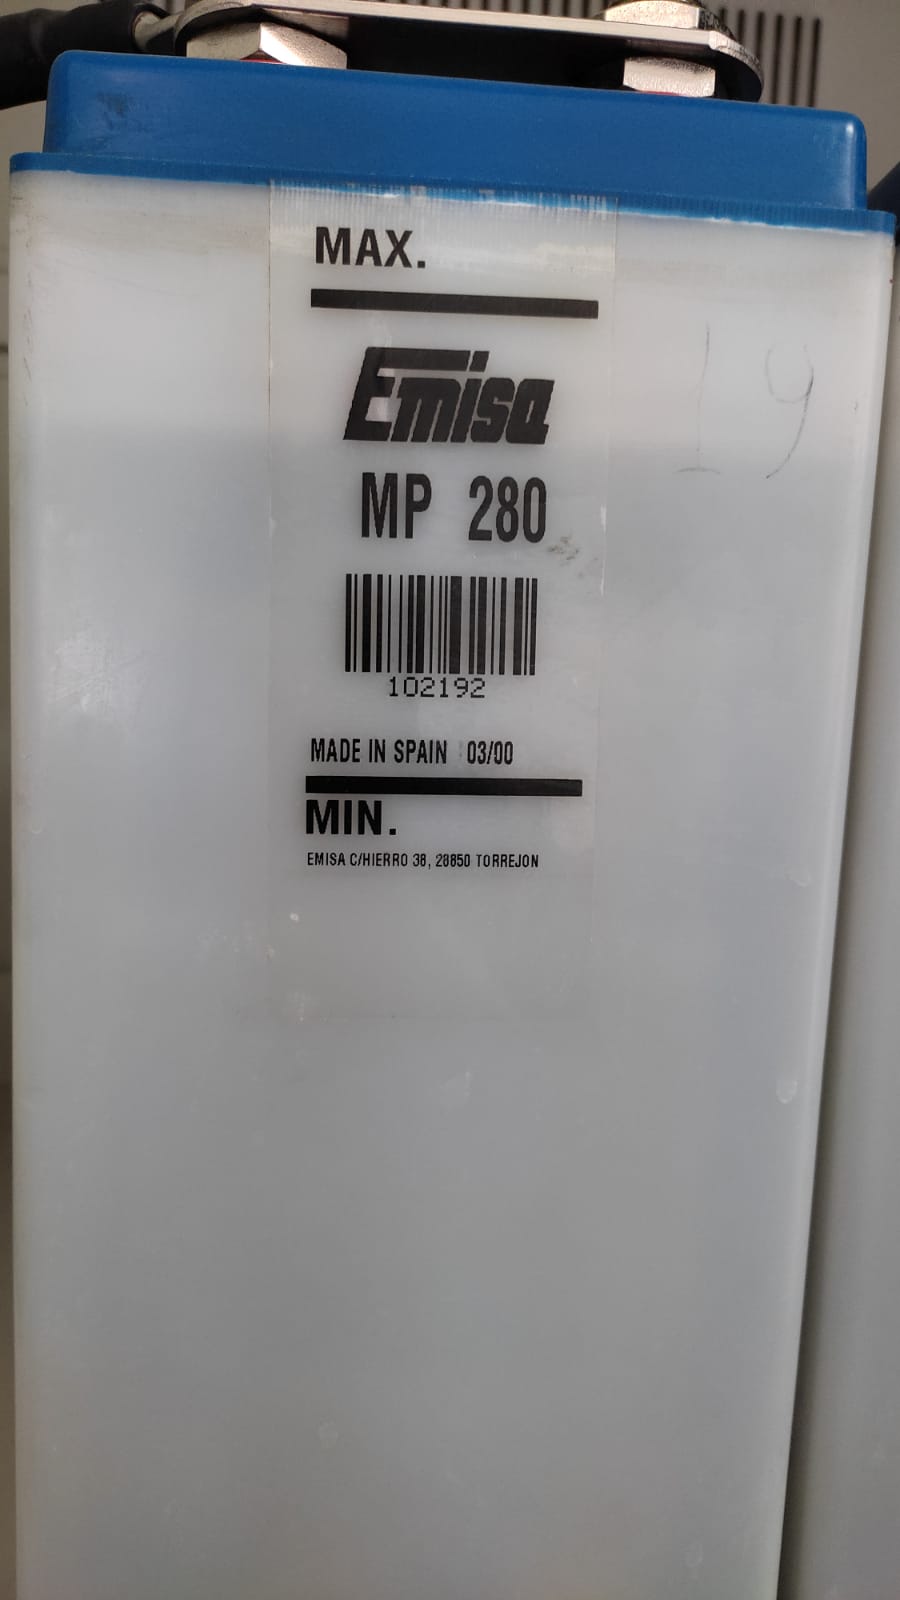 MAX.
Emisa
19
MP 280
102192
MADE IN SPAIN 03/00
MIN.
EMISA C/HIERRO 38, 28850 TORREJON